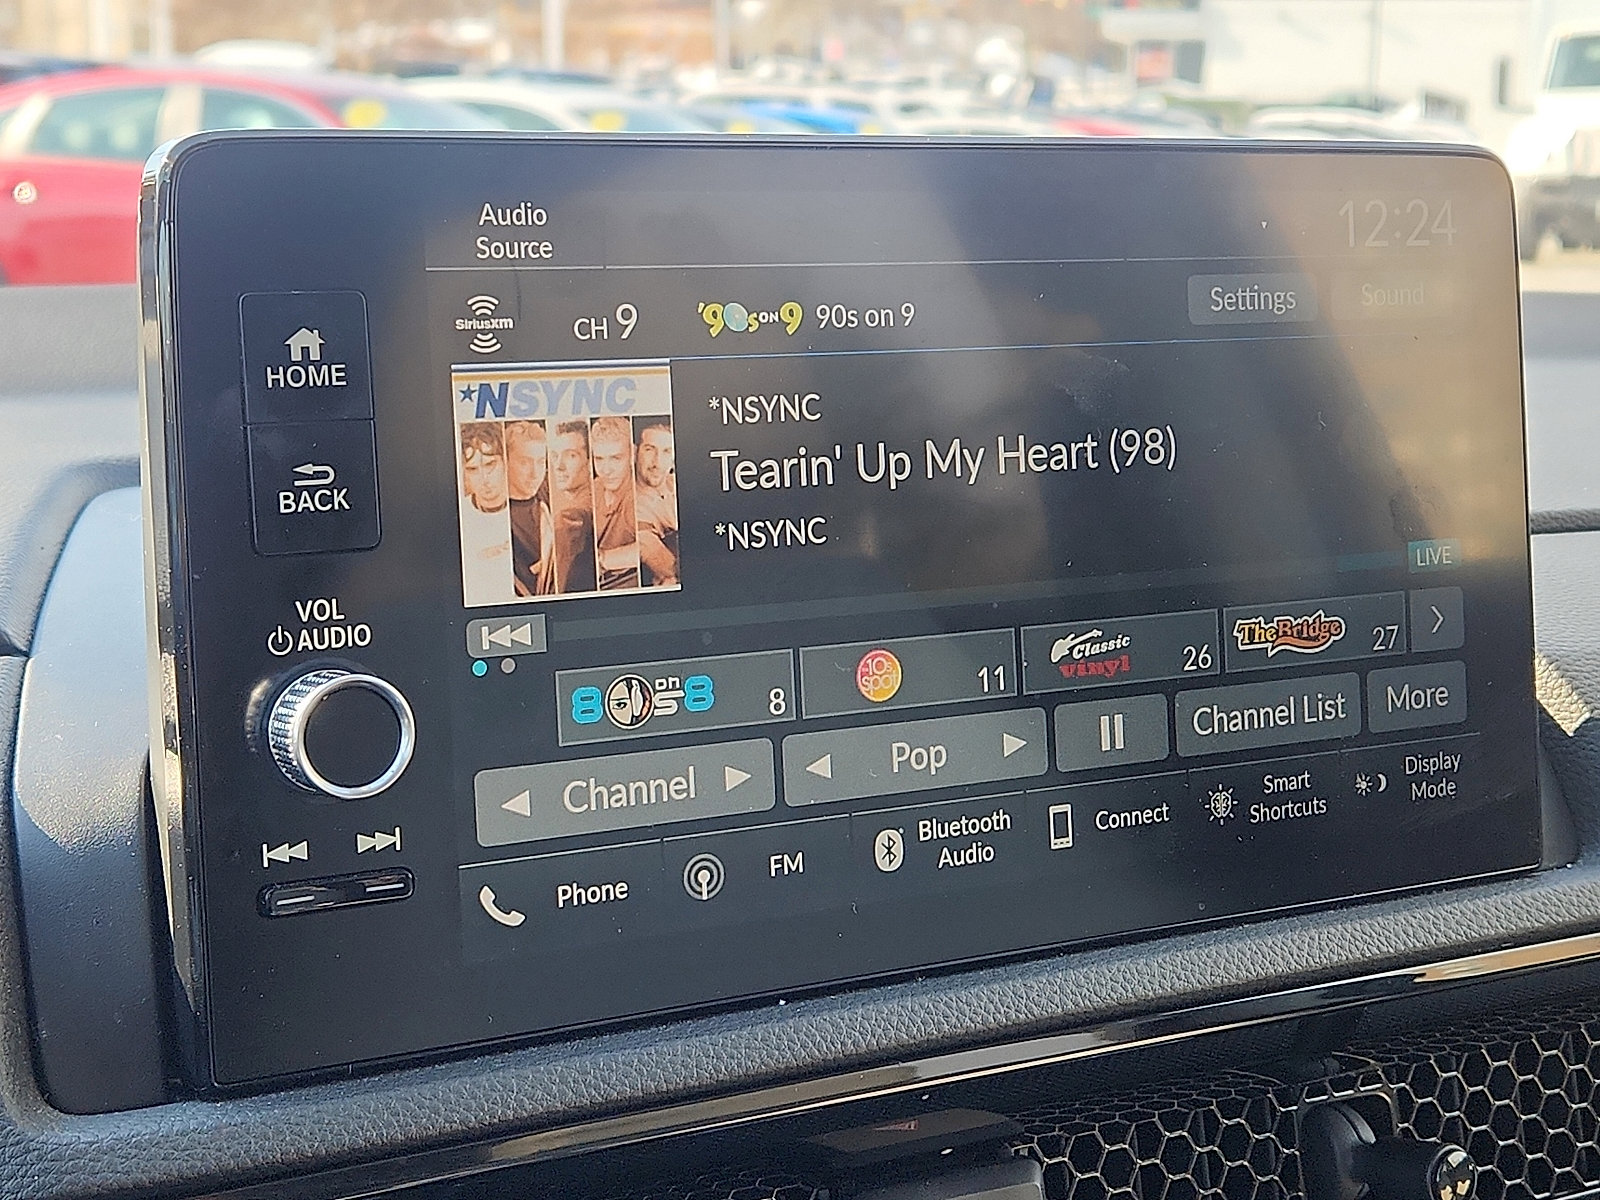 Audio
Source
12:24
HOME
BACK
VOL
AUDIO
SiriusXM
CH 9
'90s ON 9
90s on 9
Settings
Sound
*NSYNC
*NSYNC
Tearin' Up My Heart (98)
*NSYNC
LIVE
80s on 8
8
10s spot
11
Classic Vinyl
26
The Bridge
27
Channel
Pop
Channel List
More
Phone
FM
Bluetooth
Audio
Connect
Smart
Shortcuts
Display
Mode